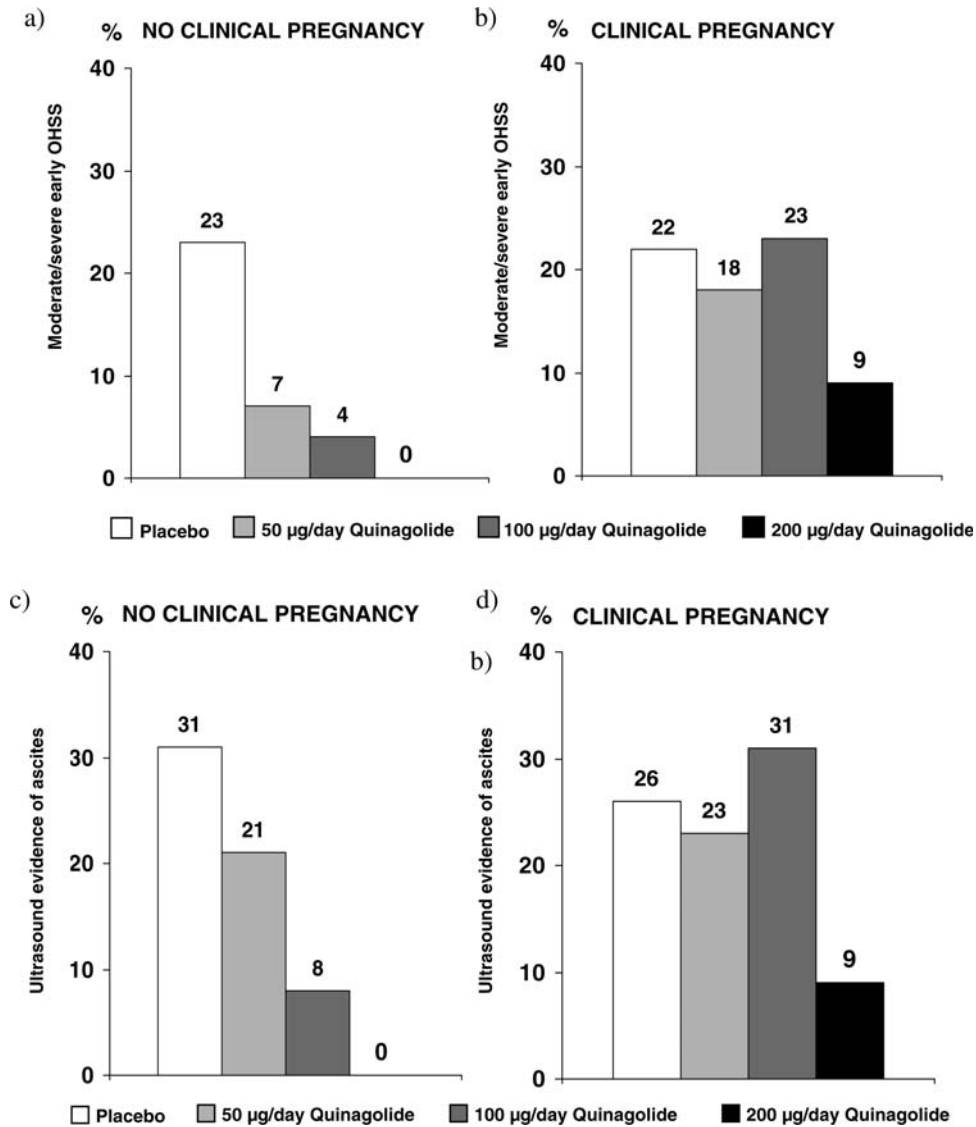 a)
% NO CLINICAL PREGNANCY
Moderate/severe early OHSS
40
30
20
10
0
23
7
4
0
b)
% CLINICAL PREGNANCY
Moderate/severe early OHSS
40
30
20
10
0
22
18
23
9
Placebo 50 µg/day Quinagolide 100 µg/day Quinagolide 200 µg/day Quinagolide
c)
% NO CLINICAL PREGNANCY
Ultrasound evidence of ascites
40
30
20
10
0
31
21
8
0
d)
% CLINICAL PREGNANCY
b)
Ultrasound evidence of ascites
40
30
20
10
0
26
23
31
9
Placebo 50 µg/day Quinagolide 100 µg/day Quinagolide 200 µg/day Quinagolide